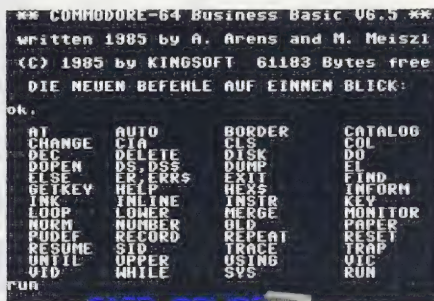 ** COMMODORE-64 Business Basic V6.5 **
written 1985 by A. Arens and M. Meiszl
(C) 1985 by KINGSOFT 61183 Bytes free
DIE NEUEN BEFEHLE AUF EINNEN BLICK:
ok.
AT AUTO BORDER CATALOG
CHANGE CIA CLS COL
DEC DELETE DISK DO
DOPEN DS,DS$ DUMP EL
ELSE ER,ERR$ EXIT FIND
GETKEY HELP HEX$ INFORM
INK INLINE INSTR KEY
LOOP LOWER MERGE MONITOR
NORM NUMBER OLD PAPER
PUDEF RECORD REPEAT RESET
RESUME SID TRACE TRAP
UNTIL UPPER USING VIC
VID WHILE SYS RUN
run